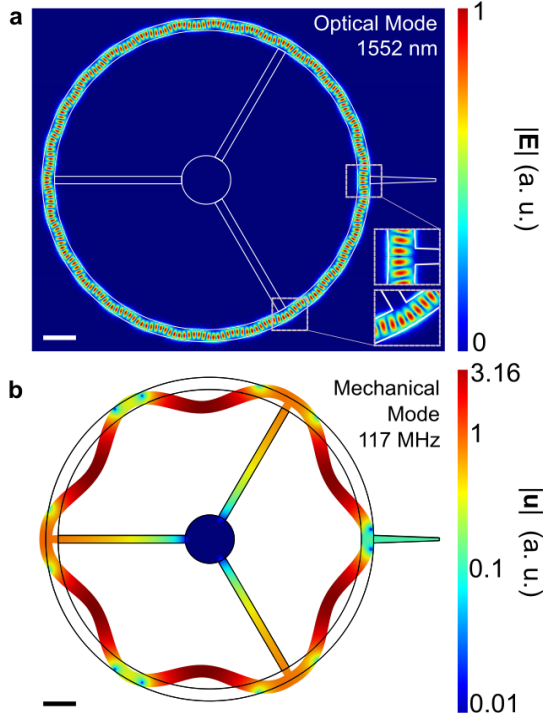 a
Optical Mode
1552 nm
1
|E| (a. u.)
0
b
Mechanical
Mode
117 MHz
3.16
1
|u| (a. u.)
0.1
0.01